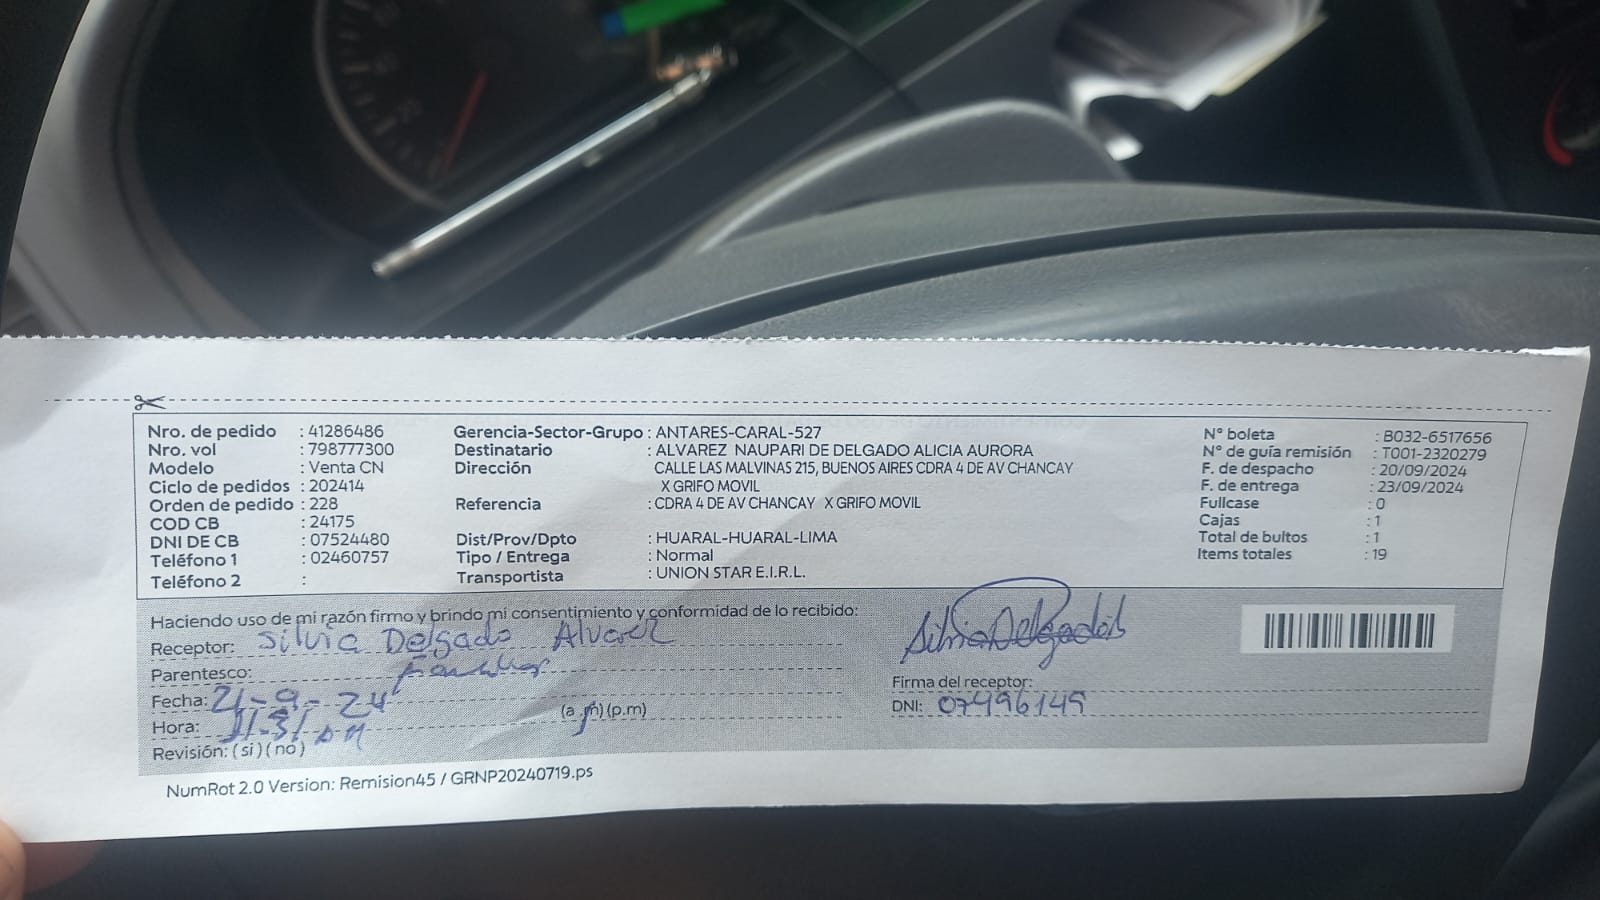 Nro. de pedido : 41286486
Nro. vol : 798777300
Modelo : Venta CN
Ciclo de pedidos : 202414
Orden de pedido : 228
COD CB : 24175
DNI DE CB : 07524480
Teléfono 1 : 02460757
Teléfono 2 :
Gerencia-Sector-Grupo : ANTARES-CARAL-527
Destinatario : ALVAREZ NAUPARI DE DELGADO ALICIA AURORA
Dirección CALLE LAS MALVINAS 215, BUENOS AIRES CDRA 4 DE AV CHANCAY
X GRIFO MOVIL
Referencia : CDRA 4 DE AV CHANCAY X GRIFO MOVIL
Dist/Prov/Dpto : HUARAL-HUARAL-LIMA
Tipo / Entrega : Normal
Transportista : UNION STAR E.I.R.L.
N° boleta : B032-6517656
N° de guía remisión : T001-2320279
F. de despacho : 20/09/2024
F. de entrega : 23/09/2024
Fullcase : 0
Cajas : 1
Total de bultos : 1
Items totales : 19
Haciendo uso de mi razón firmo y brindo mi consentimiento y conformidad de lo recibido:
Receptor: Silvia Delgado Alvarez
Parentesco: Familiar
Fecha: 21-9-24
Hora: 11-31 AM (a.m) (p.m)
Revisión: (si) (no)
Firma del receptor:
DNI: 07496149
NumRot 2.0 Version: Remision45 / GRNP20240719.ps